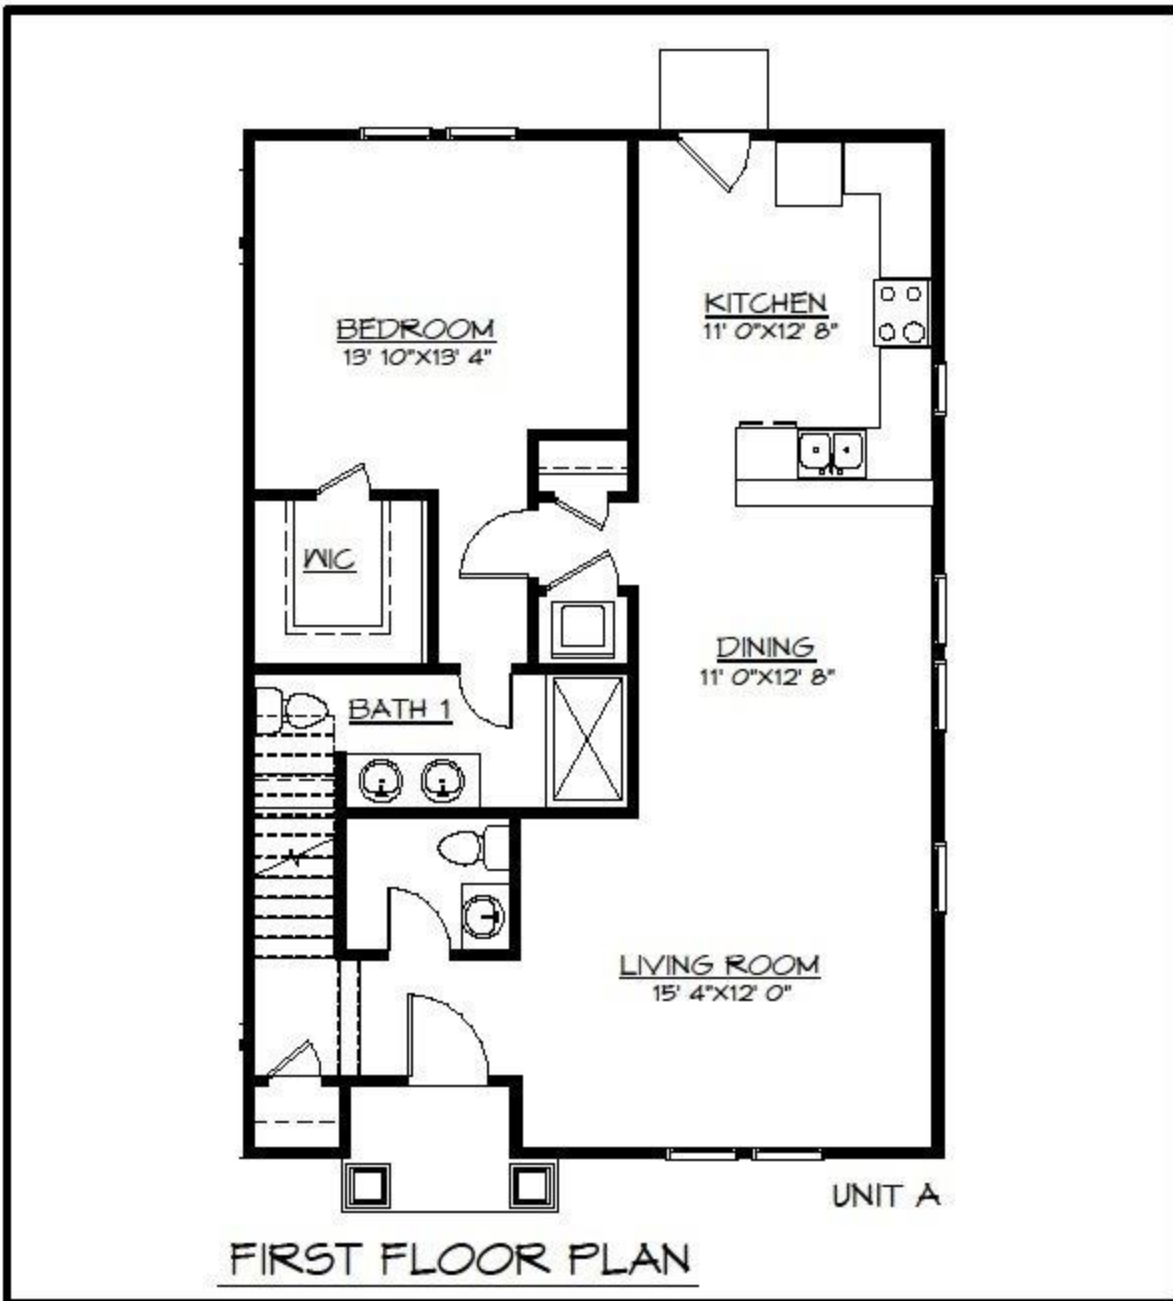 KITCHEN
11' 0"X12' 8"
BEDROOM
13' 10"X13' 4"
WIC
DINING
11' 0"X12' 8"
BATH 1
LIVING ROOM
15' 4"X12' 0"
UNIT A
FIRST FLOOR PLAN